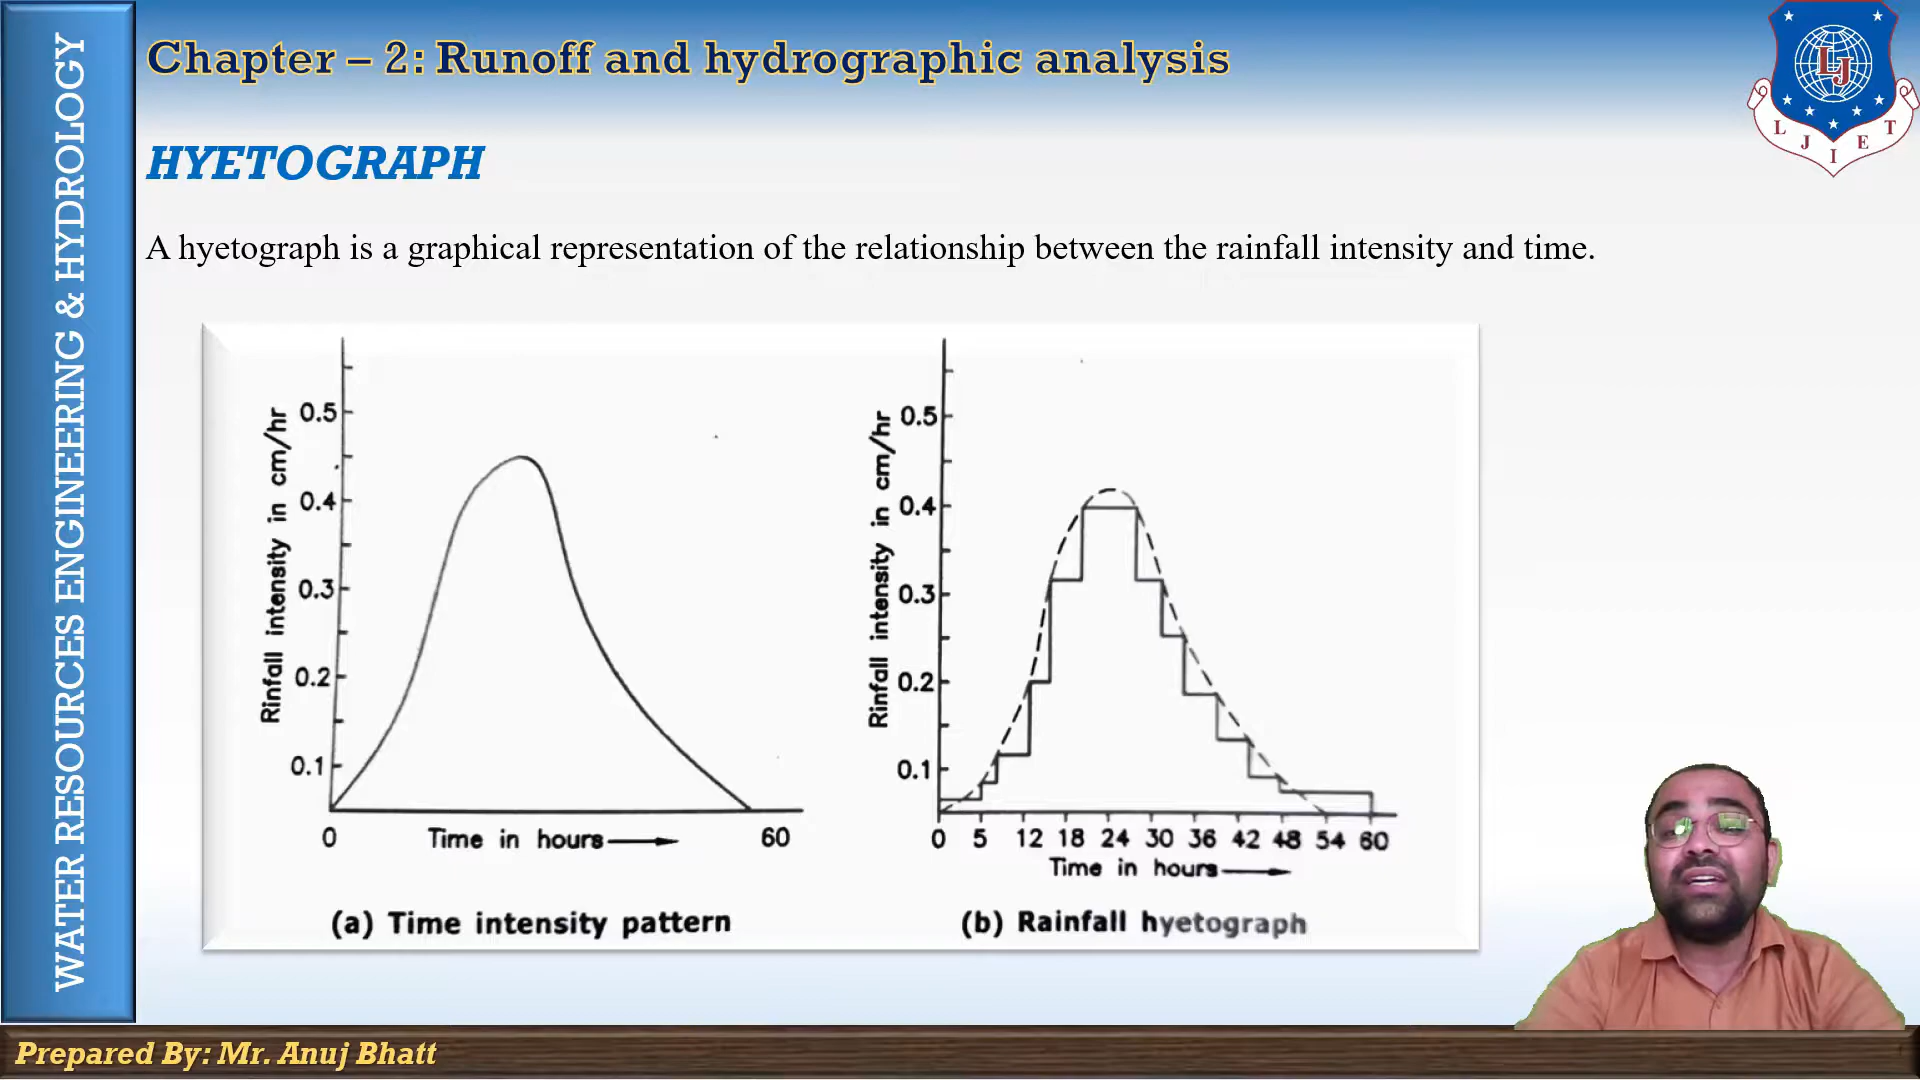 WATER RESOURCES ENGINEERING & HYDROLOGY
Chapter – 2: Runoff and hydrographic analysis
L J I E T
LJ
HYETOGRAPH
A hyetograph is a graphical representation of the relationship between the rainfall intensity and time.
Rinfall intensity in cm/hr
0.5
0.4
0.3
0.2
0.1
0 Time in hours 60
(a) Time intensity pattern
Rinfall intensity in cm/hr
0.5
0.4
0.3
0.2
0.1
0 5 12 18 24 30 36 42 48 54 60
Time in hours
(b) Rainfall hyetograph
Prepared By: Mr. Anuj Bhatt